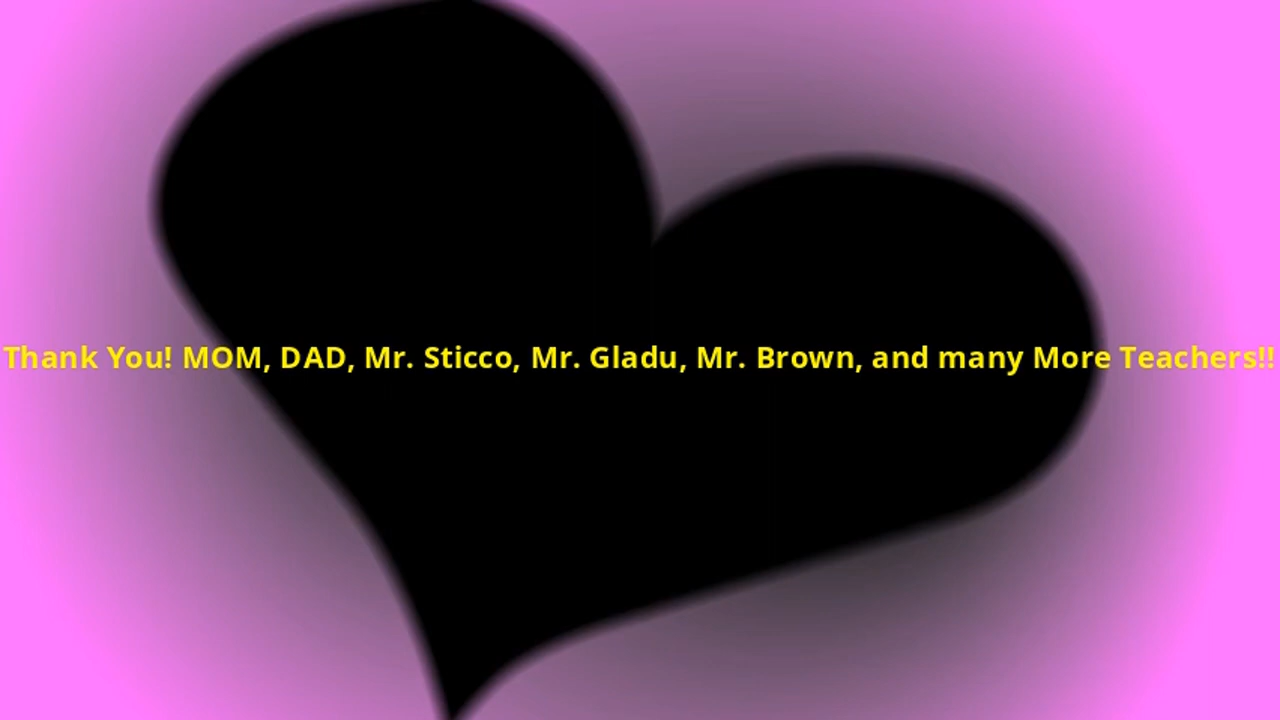 Thank You! MOM, DAD, Mr. Sticco, Mr. Gladu, Mr. Brown, and many More Teachers!!